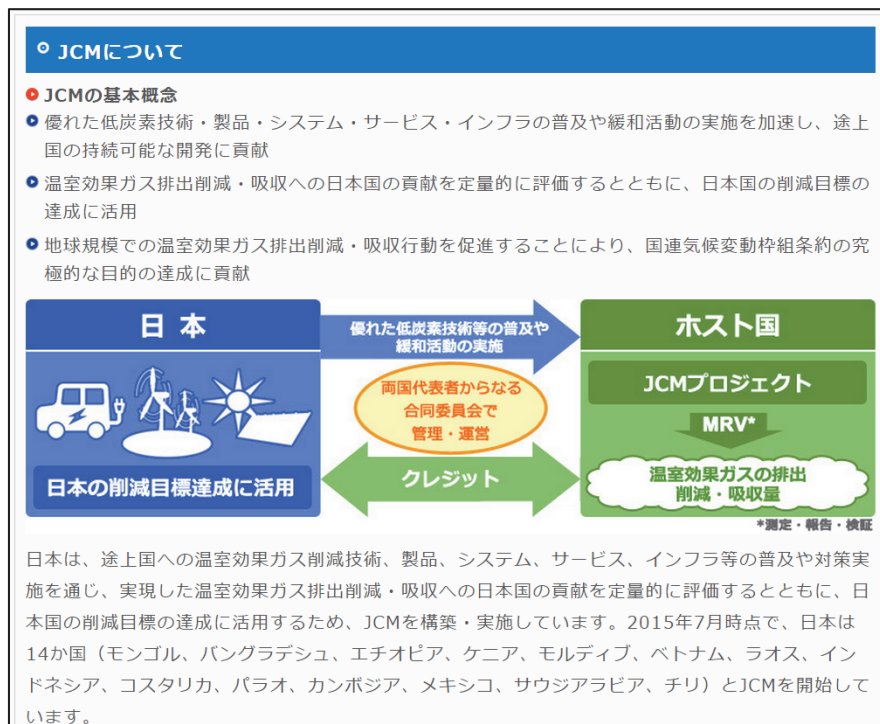 JCMについて
JCMの基本概念
優れた低炭素技術・製品・システム・サービス・インフラの普及や緩和活動の実施を加速し、途上
国の持続可能な開発に貢献
温室効果ガス排出削減・吸収への日本国の貢献を定量的に評価するとともに、日本国の削減目標の
達成に活用
地球規模での温室効果ガス排出削減・吸収行動を促進することにより、国連気候変動枠組条約の究
極的な目的の達成に貢献
日本
優れた低炭素技術等の普及や
緩和活動の実施
ホスト国
両国代表者からなる
合同委員会で
管理・運営
JCMプロジェクト
MRV*
クレジット
日本の削減目標達成に活用
温室効果ガスの排出
削減・吸収量
*測定・報告・検証
日本は、途上国への温室効果ガス削減技術、製品、システム、サービス、インフラ等の普及や対策実
施を通じ、実現した温室効果ガス排出削減・吸収への日本国の貢献を定量的に評価するとともに、日
本国の削減目標の達成に活用するため、JCMを構築・実施しています。2015年7月時点で、日本は
14か国（モンゴル、バングラデシュ、エチオピア、ケニア、モルディブ、ベトナム、ラオス、イン
ドネシア、コスタリカ、パラオ、カンボジア、メキシコ、サウジアラビア、チリ）とJCMを開始して
います。